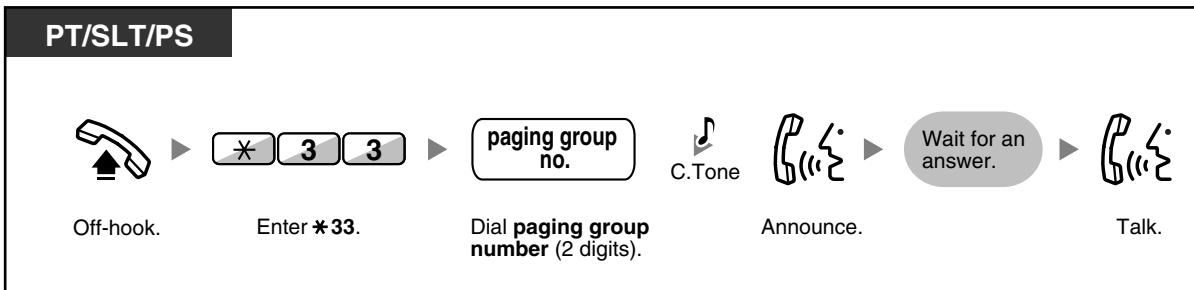 PT/SLT/PS
* 3 3
paging group
no.
C.Tone
Wait for an
answer.
Off-hook.
Enter *33.
Dial paging group
number (2 digits).
Announce.
Talk.